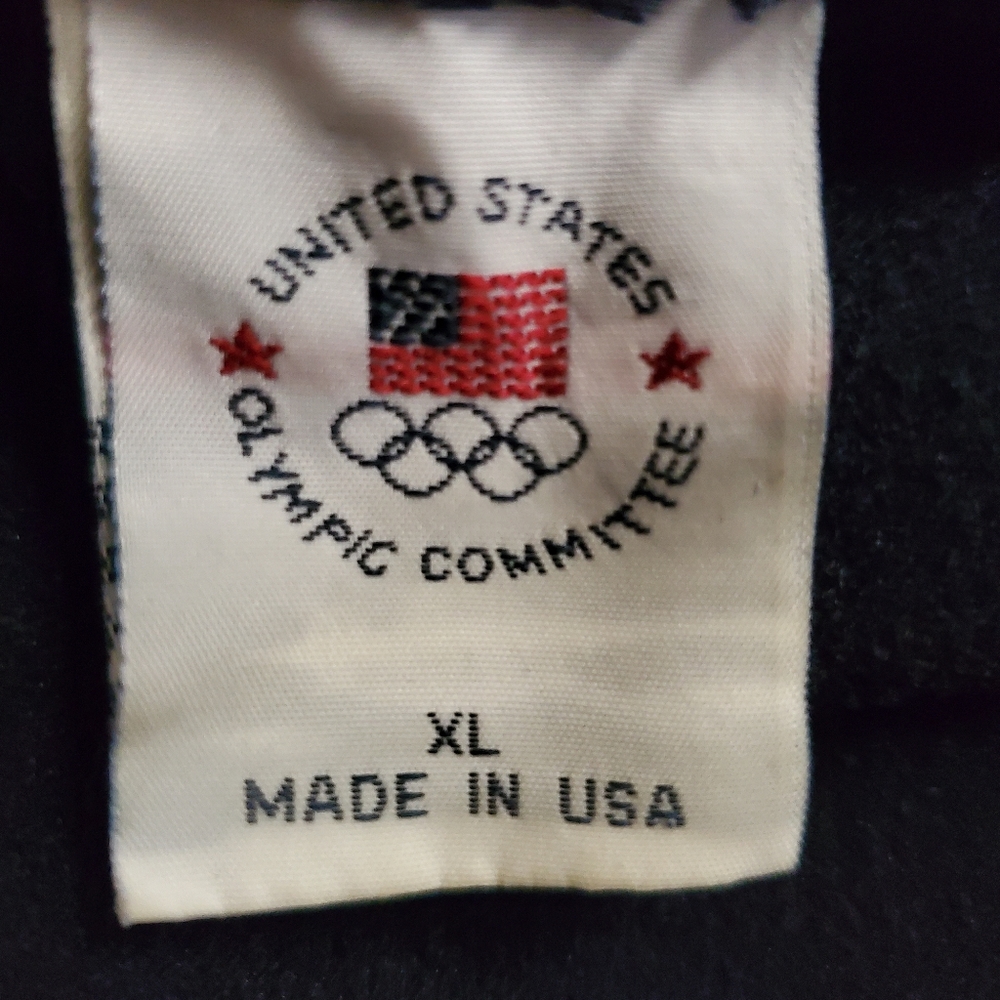 UNITED STATES
OLYMPIC COMMITTEE
XL
MADE IN USA